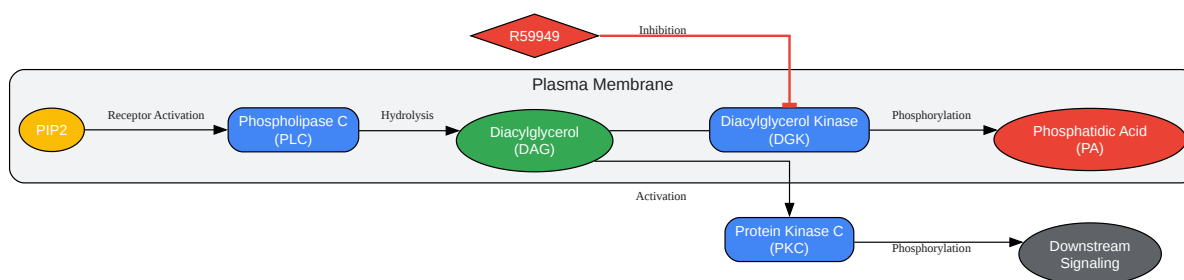 R59949
Inhibition
Plasma Membrane
PIP2
Receptor Activation
Phospholipase C
(PLC)
Hydrolysis
Diacylglycerol
(DAG)
Diacylglycerol Kinase
(DGK)
Phosphorylation
Phosphatidic Acid
(PA)
Activation
Protein Kinase C
(PKC)
Phosphorylation
Downstream
Signaling